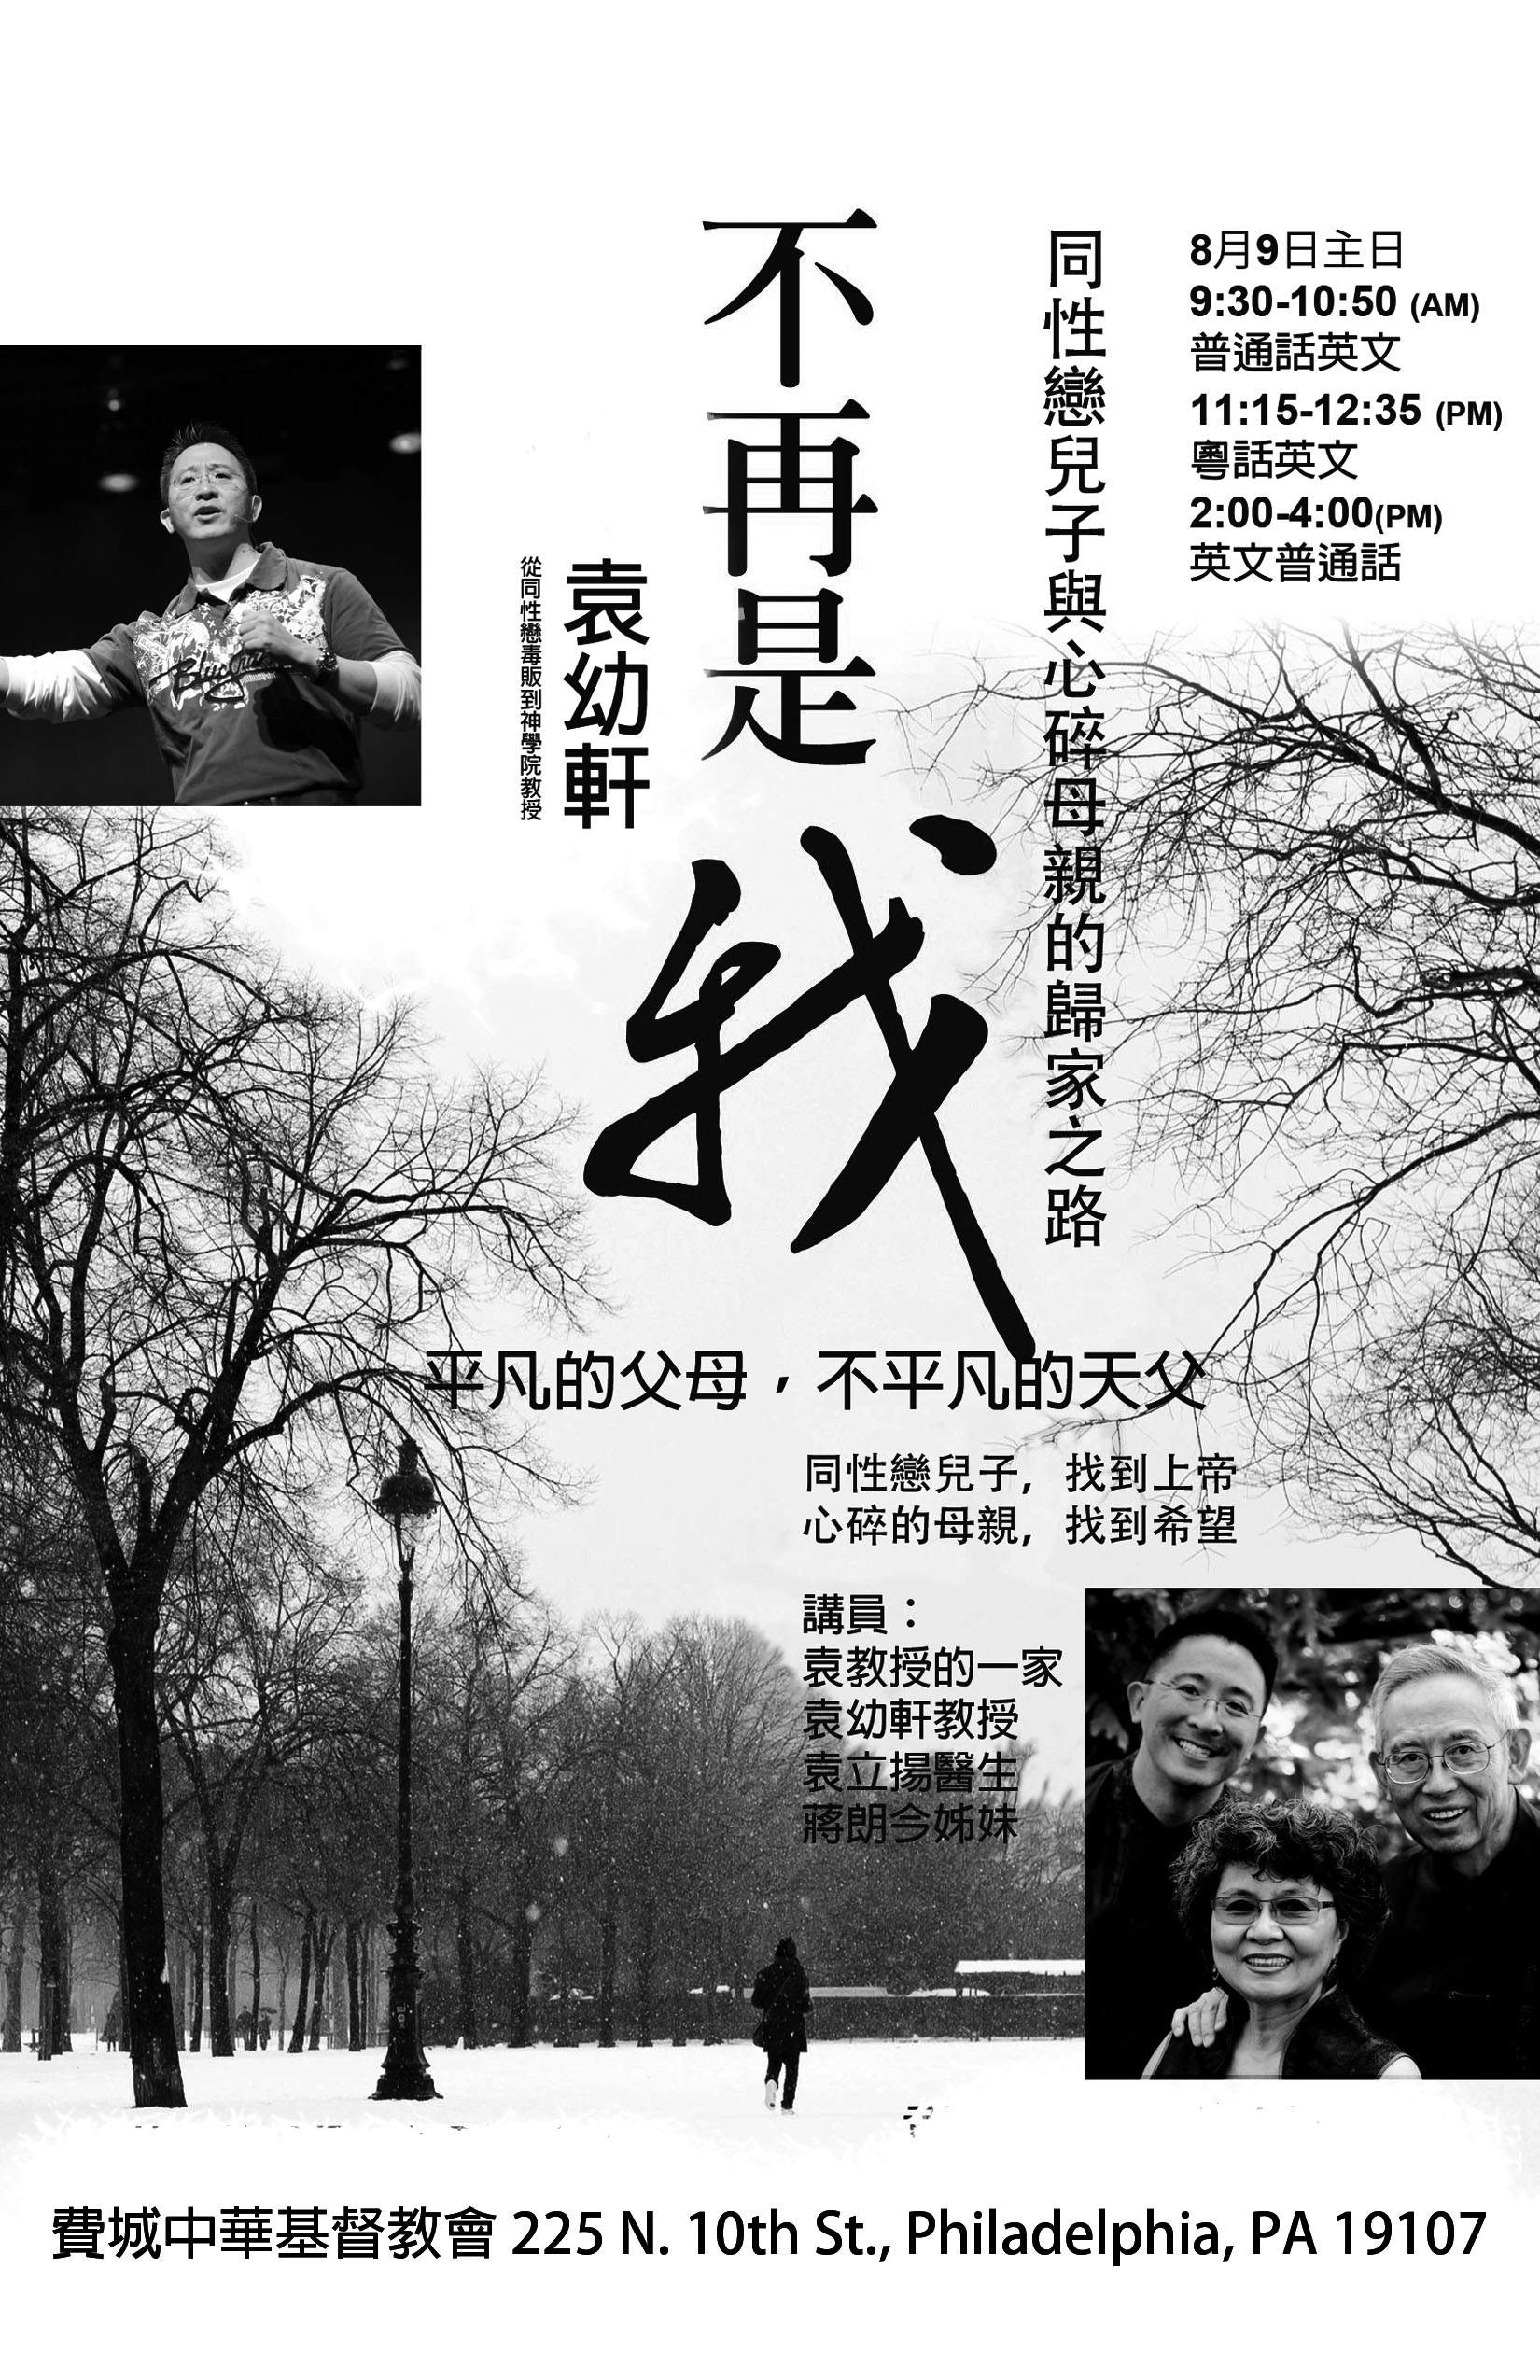 8月9日主日
9:30-10:50 (AM)
普通話英文
11:15-12:35 (PM)
粵話英文
2:00-4:00(PM)
英文普通話
同性戀兒子與心碎母親的歸家之路
不再是我
袁幼軒
從同性戀毒販到神學院教授
平凡的父母，不平凡的天父
同性戀兒子，找到上帝
心碎的母親，找到希望
講員：
袁教授的一家
袁幼軒教授
袁立揚醫生
蔣朗今姊妹
費城中華基督教會 225 N. 10th St., Philadelphia, PA 19107